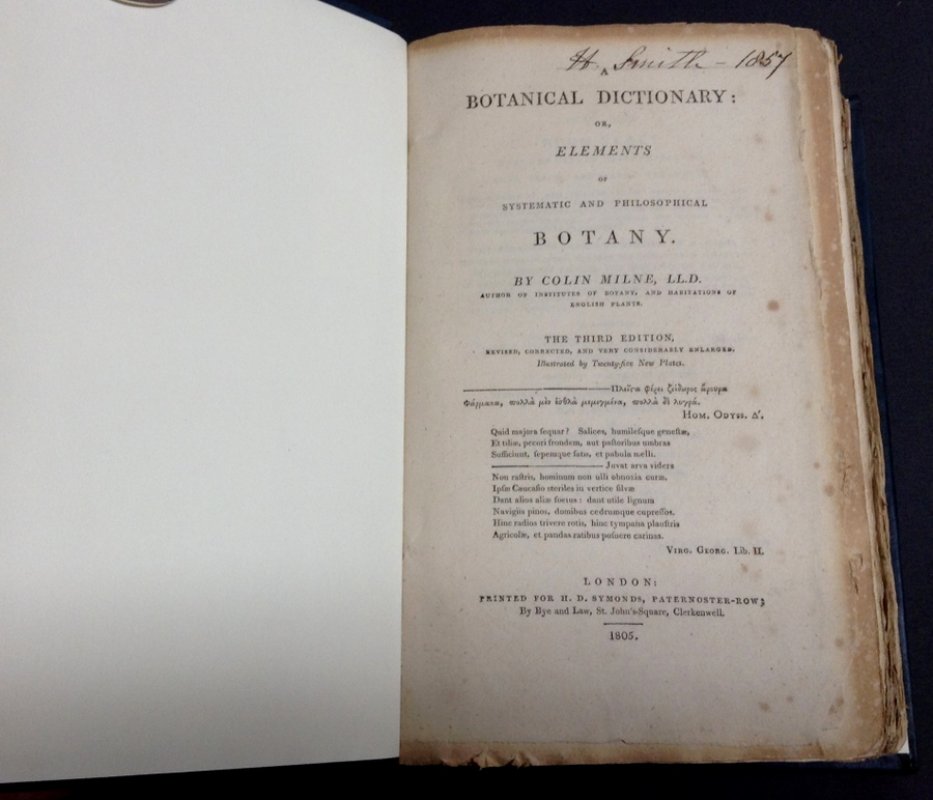 H. Smith - 1857
A
BOTANICAL DICTIONARY:
OR,
ELEMENTS
OF
SYSTEMATIC AND PHILOSOPHICAL
BOTANY.
BY COLIN MILNE, LL.D.
AUTHOR OF INSTITUTES OF BOTANY, AND HABITATIONS OF
ENGLISH PLANTS.
THE THIRD EDITION,
REVISED, CORRECTED, AND VERY CONSIDERABLY ENLARGED.
Illustrated by Twenty-five New Plates.
Πλεῖςα φέρει ζείδωρος ἄρουρα
Φάρμακα, πολλὰ μὲν ἐσθλὰ μεμιγμένα, πολλὰ δὲ λυγρά.
HOM. ODYSS. Δ'.
Quid majora ſequar? Salices, humileſque geneſtæ,
Et tiliæ, pecori frondem, aut paſtoribus umbras
Sufficiunt, ſepemque ſatis, et pabula melli.
Juvat arva videre
Non raſtris, hominum non ulli obnoxia curæ.
Ipſæ Caucaſio ſteriles in vertice ſilvæ
Dant alios aliæ foetus: dant utile lignum
Navigiis pinos, domibus cedrumque cupreſſos.
Hinc radios trivere rotis, hinc tympana plauſtris
Agricolæ, et pandas ratibus poſuere carinas.
VIRG. GEORG. Lib. II.
LONDON:
PRINTED FOR H. D. SYMONDS, PATERNOSTER-ROW;
By Bye and Law, St. John's-Square, Clerkenwell.
1805.